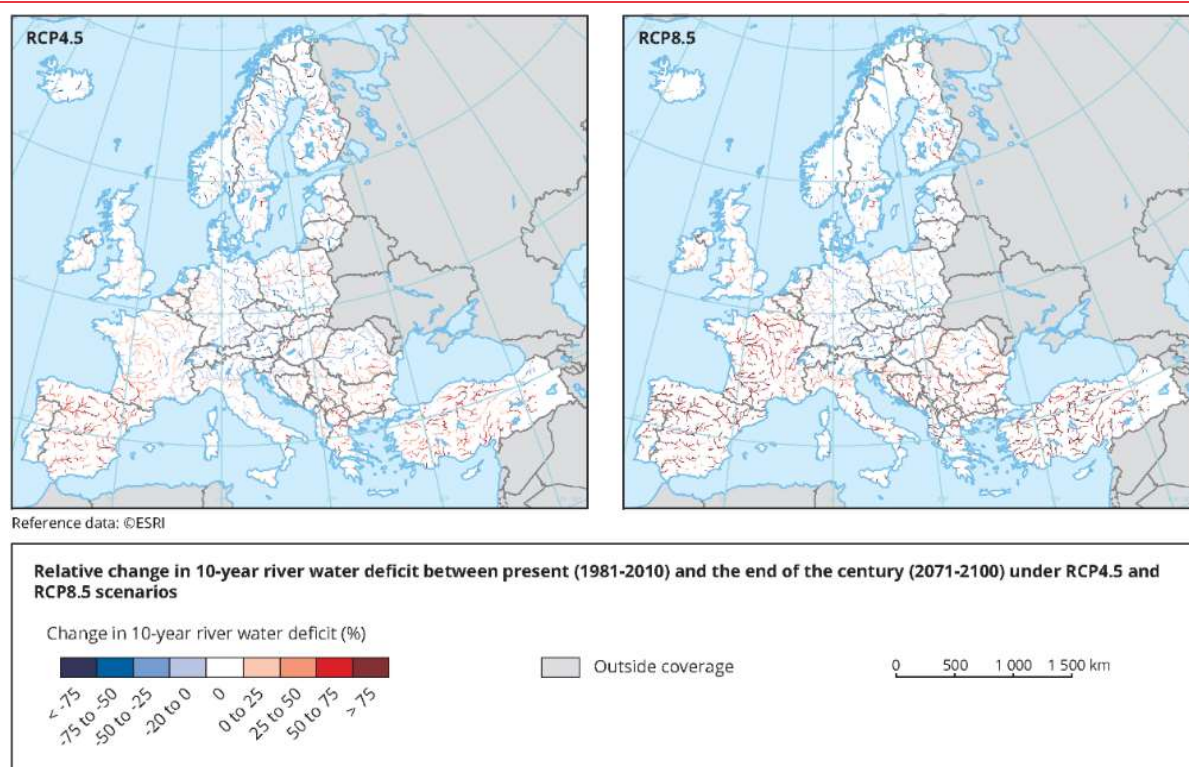 RCP4.5
RCP8.5
Reference data: ©ESRI
Relative change in 10-year river water deficit between present (1981-2010) and the end of the century (2071-2100) under RCP4.5 and
RCP8.5 scenarios
Change in 10-year river water deficit (%)
< -75
-75 to -50
-50 to -25
-20 to 0
0
0 to 25
25 to 50
50 to 75
> 75
Outside coverage
0 500 1 000 1 500 km